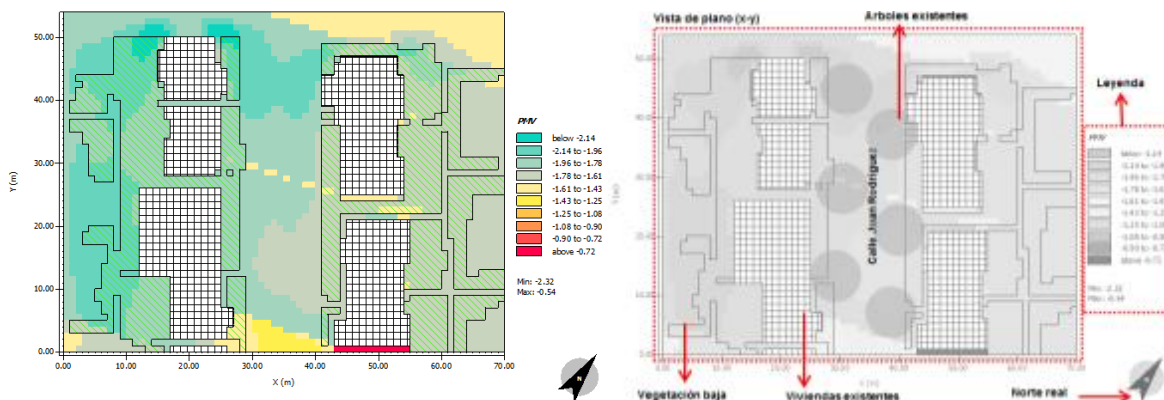 50.00
40.00
30.00
20.00
10.00
0.00
Y (m)
0.00 10.00 20.00 30.00 40.00 50.00 60.00 70.00
X (m)
PMV
below -2.14
-2.14 to -1.96
-1.96 to -1.78
-1.78 to -1.61
-1.61 to -1.43
-1.43 to -1.25
-1.25 to -1.08
-1.08 to -0.90
-0.90 to -0.72
above -0.72
Min: -2.32
Max: -0.54
N
Vista de plano (x-y)
Árboles existentes
Leyenda
Calle Juan Rodriguez
Vegetación baja
Viviendas existentes
Norte real